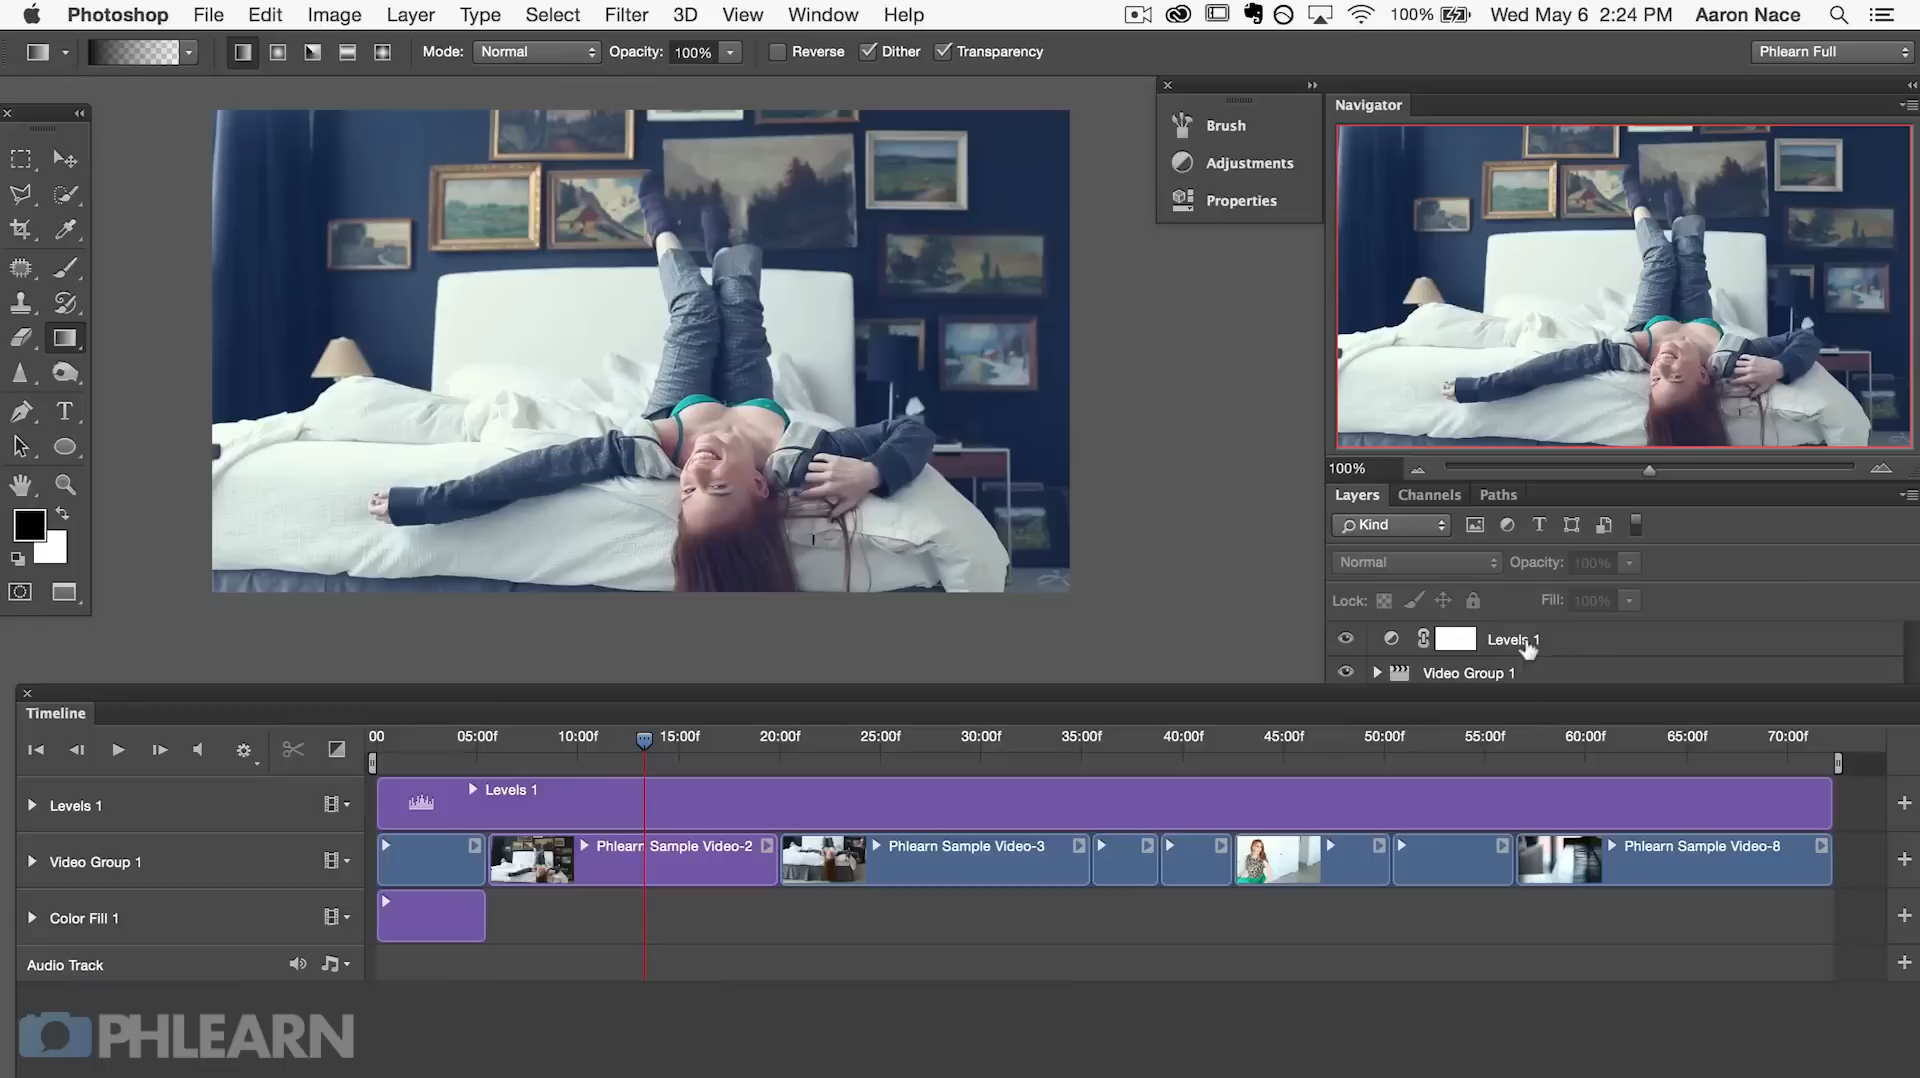 Photoshop File Edit Image Layer Type Select Filter 3D View Window Help 100% Wed May 6 2:24 PM Aaron Nace
Mode: Normal Opacity: 100% Reverse Dither Transparency Phlearn Full
Brush
Adjustments
Properties
Navigator
100%
Layers Channels Paths
Kind
Normal Opacity: 100%
Lock: Fill: 100%
Levels 1
Video Group 1
Timeline
00 05:00f 10:00f 15:00f 20:00f 25:00f 30:00f 35:00f 40:00f 45:00f 50:00f 55:00f 60:00f 65:00f 70:00f
Levels 1 Levels 1
Video Group 1 Phlearn Sample Video-2 Phlearn Sample Video-3 Phlearn Sample Video-8
Color Fill 1
Audio Track
PHLEARN